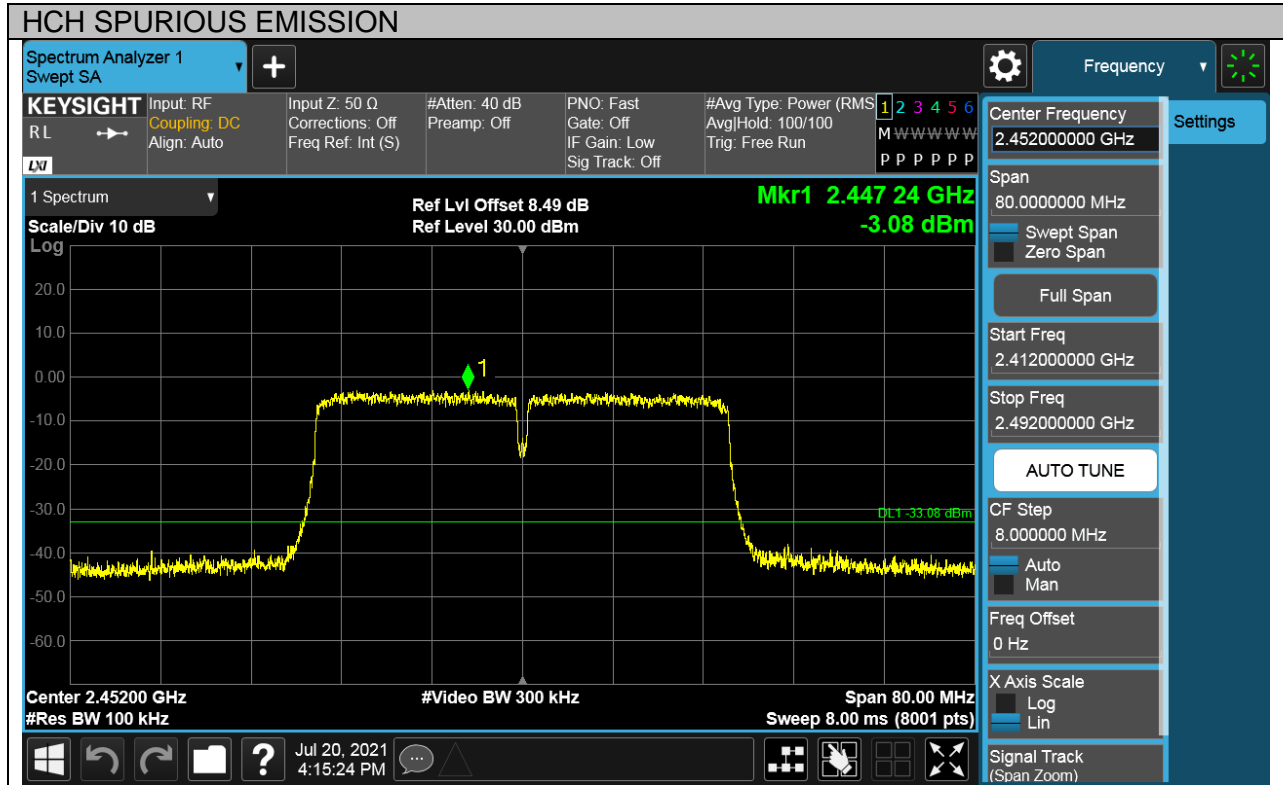 HCH SPURIOUS EMISSION
Spectrum Analyzer 1
Swept SA
+
Frequency
KEYSIGHT
R L
LXI
Input: RF
Coupling: DC
Align: Auto
Input Z: 50 Ω
Corrections: Off
Freq Ref: Int (S)
#Atten: 40 dB
Preamp: Off
PNO: Fast
Gate: Off
IF Gain: Low
Sig Track: Off
#Avg Type: Power (RMS
Avg|Hold: 100/100
Trig: Free Run
1 2 3 4 5 6
M W W W W W
P P P P P P
1 Spectrum
Scale/Div 10 dB
Ref Lvl Offset 8.49 dB
Ref Level 30.00 dBm
Mkr1 2.447 24 GHz
-3.08 dBm
Log
20.0
10.0
0.00
-10.0
-20.0
-30.0
-40.0
-50.0
-60.0
1
DL1 -33.08 dBm
Center 2.45200 GHz
#Res BW 100 kHz
#Video BW 300 kHz
Span 80.00 MHz
Sweep 8.00 ms (8001 pts)
Center Frequency
2.452000000 GHz
Settings
Span
80.0000000 MHz
Swept Span
Zero Span
Full Span
Start Freq
2.412000000 GHz
Stop Freq
2.492000000 GHz
AUTO TUNE
CF Step
8.000000 MHz
Auto
Man
Freq Offset
0 Hz
X Axis Scale
Log
Lin
Signal Track
(Span Zoom)
?
Jul 20, 2021
4:15:24 PM